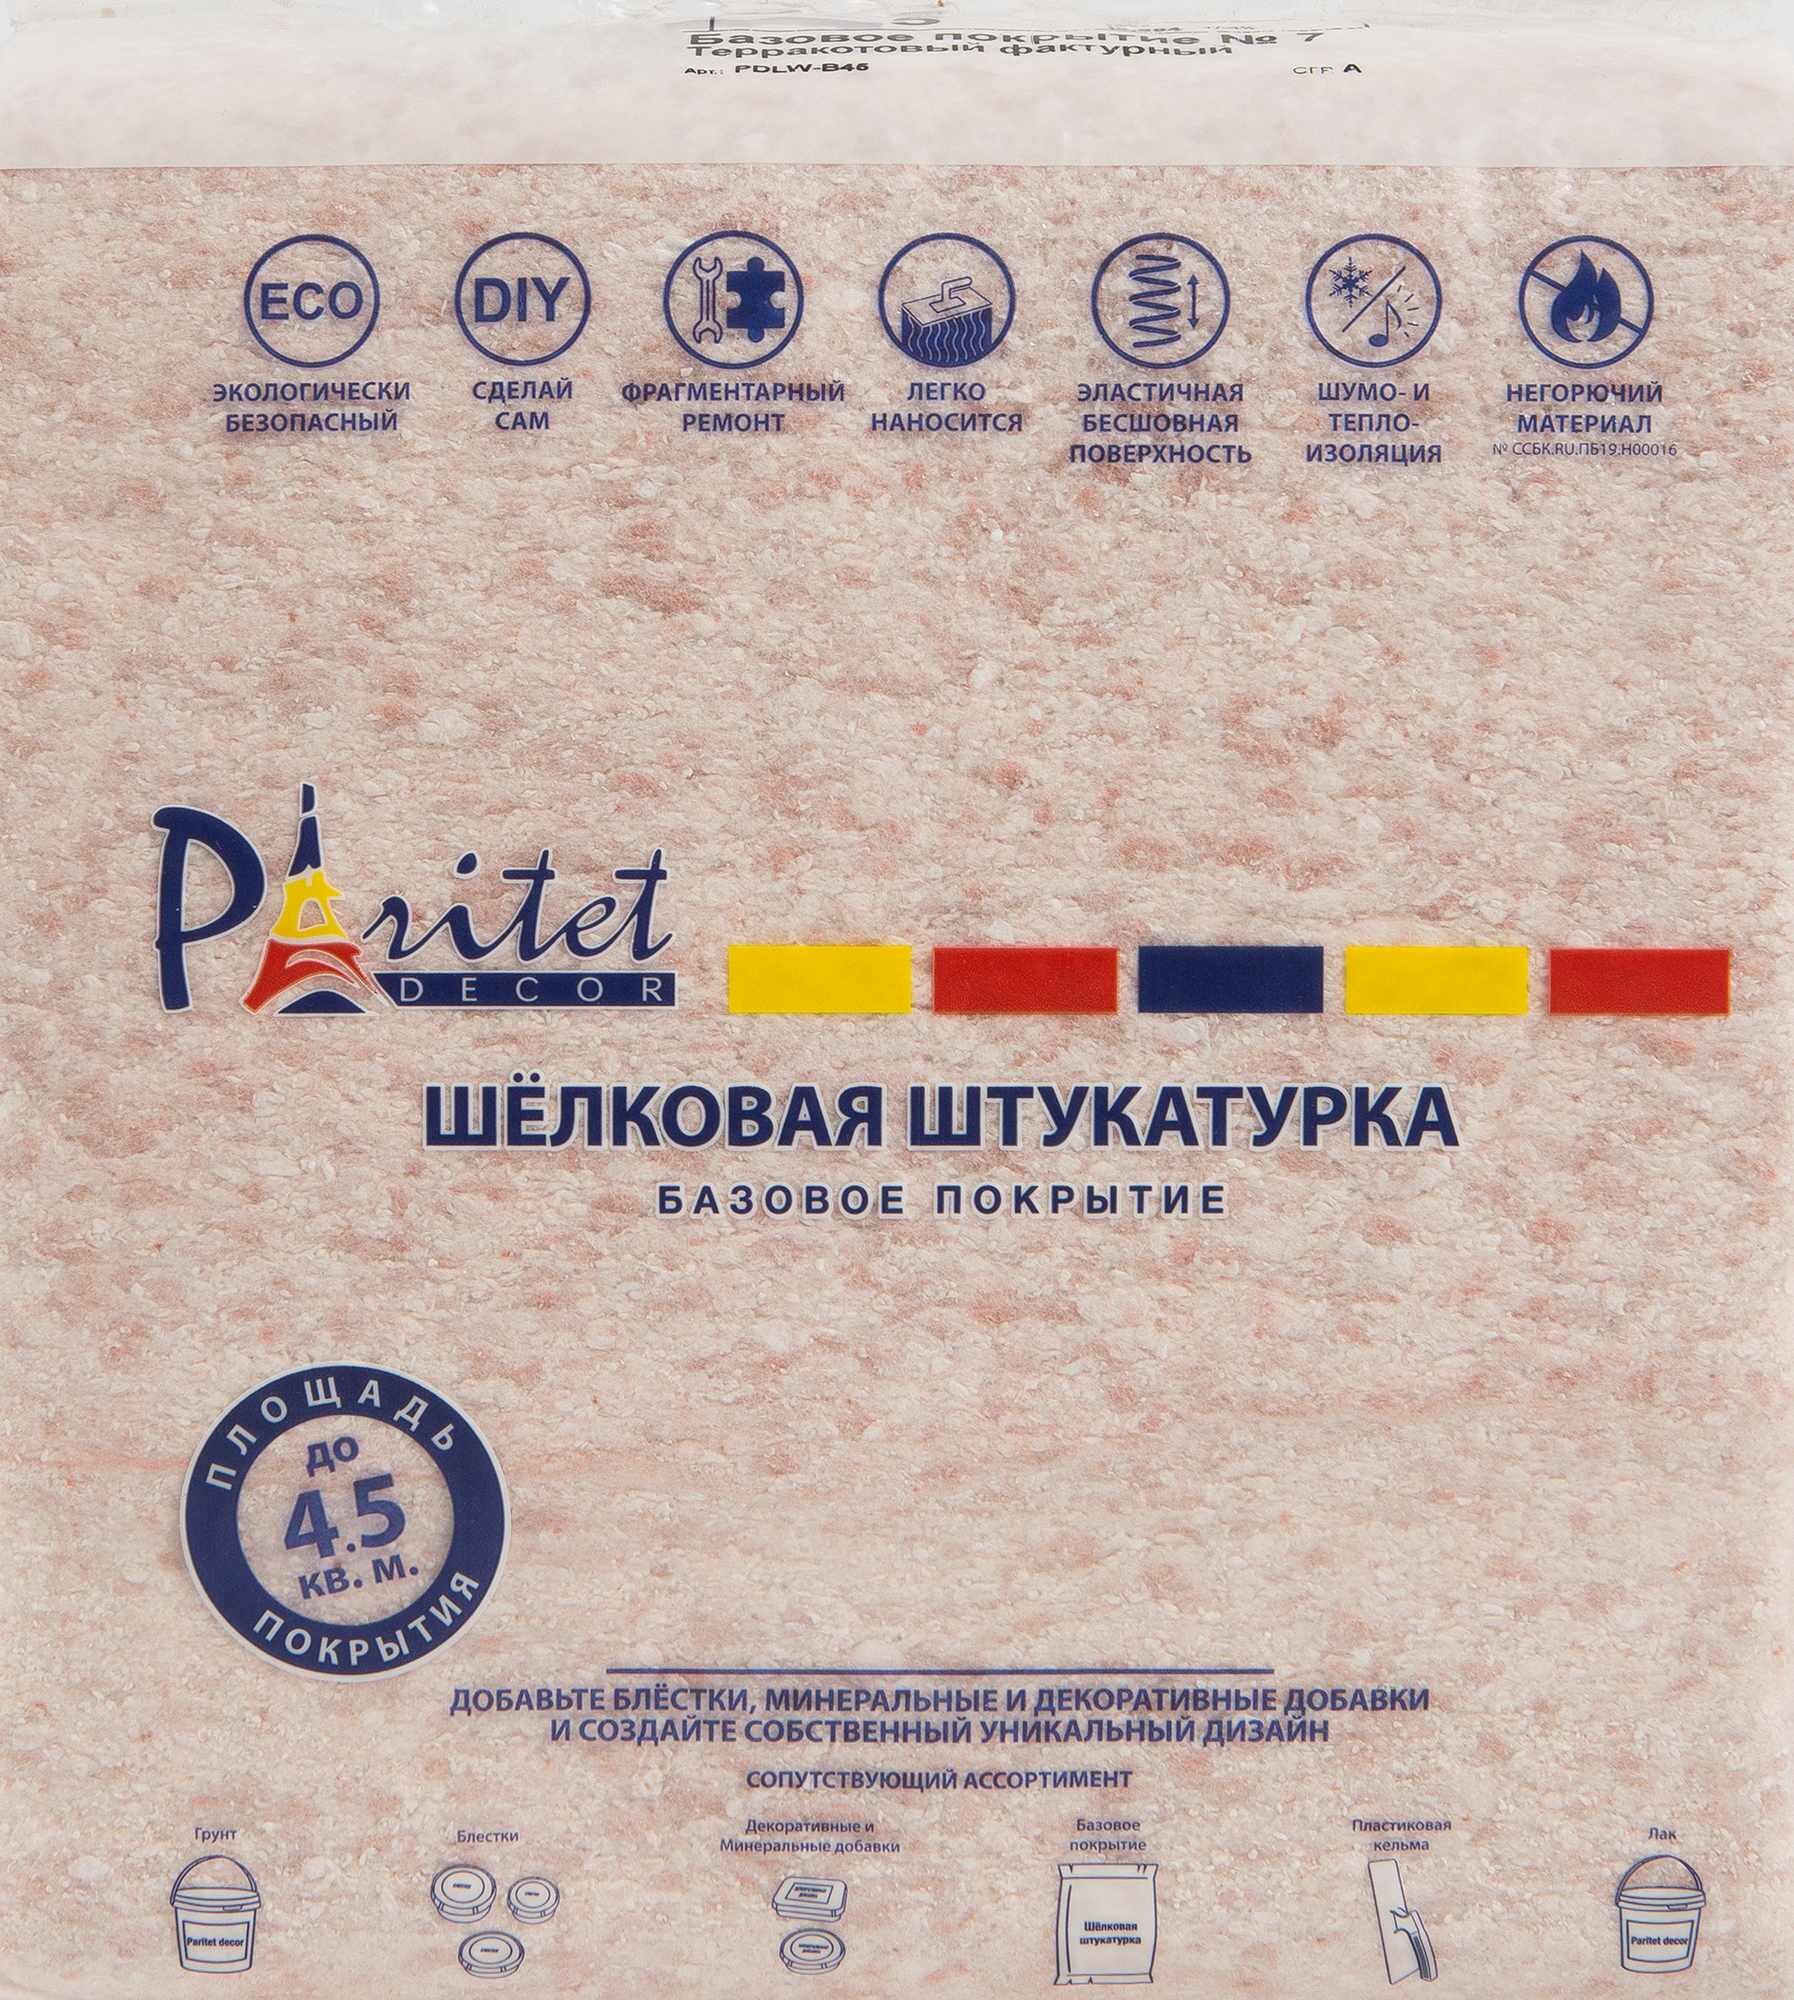 Базовое покрытие № 7
Терракотовый фактурный
Арт.: PDLW-B45 СГР А
ECO
DIY
ЭКОЛОГИЧЕСКИ
БЕЗОПАСНЫЙ
СДЕЛАЙ
САМ
ФРАГМЕНТАРНЫЙ
РЕМОНТ
ЛЕГКО
НАНОСИТСЯ
ЭЛАСТИЧНАЯ
БЕСШОВНАЯ
ПОВЕРХНОСТЬ
ШУМО- И
ТЕПЛО-
ИЗОЛЯЦИЯ
НЕГОРЮЧИЙ
МАТЕРИАЛ
№ ССБК.RU.ПБ19.Н00016
Paritet
DECOR
ШЁЛКОВАЯ ШТУКАТУРКА
БАЗОВОЕ ПОКРЫТИЕ
ПЛОЩАДЬ
ДО
4.5
КВ. М.
ПОКРЫТИЯ
ДОБАВЬТЕ БЛЁСТКИ, МИНЕРАЛЬНЫЕ И ДЕКОРАТИВНЫЕ ДОБАВКИ
И СОЗДАЙТЕ СОБСТВЕННЫЙ УНИКАЛЬНЫЙ ДИЗАЙН
СОПУТСТВУЮЩИЙ АССОРТИМЕНТ
Грунт
Блестки
Декоративные и
Минеральные добавки
Базовое
покрытие
Пластиковая
кельма
Лак
Paritet decor
Шёлковая
штукатурка
Paritet decor